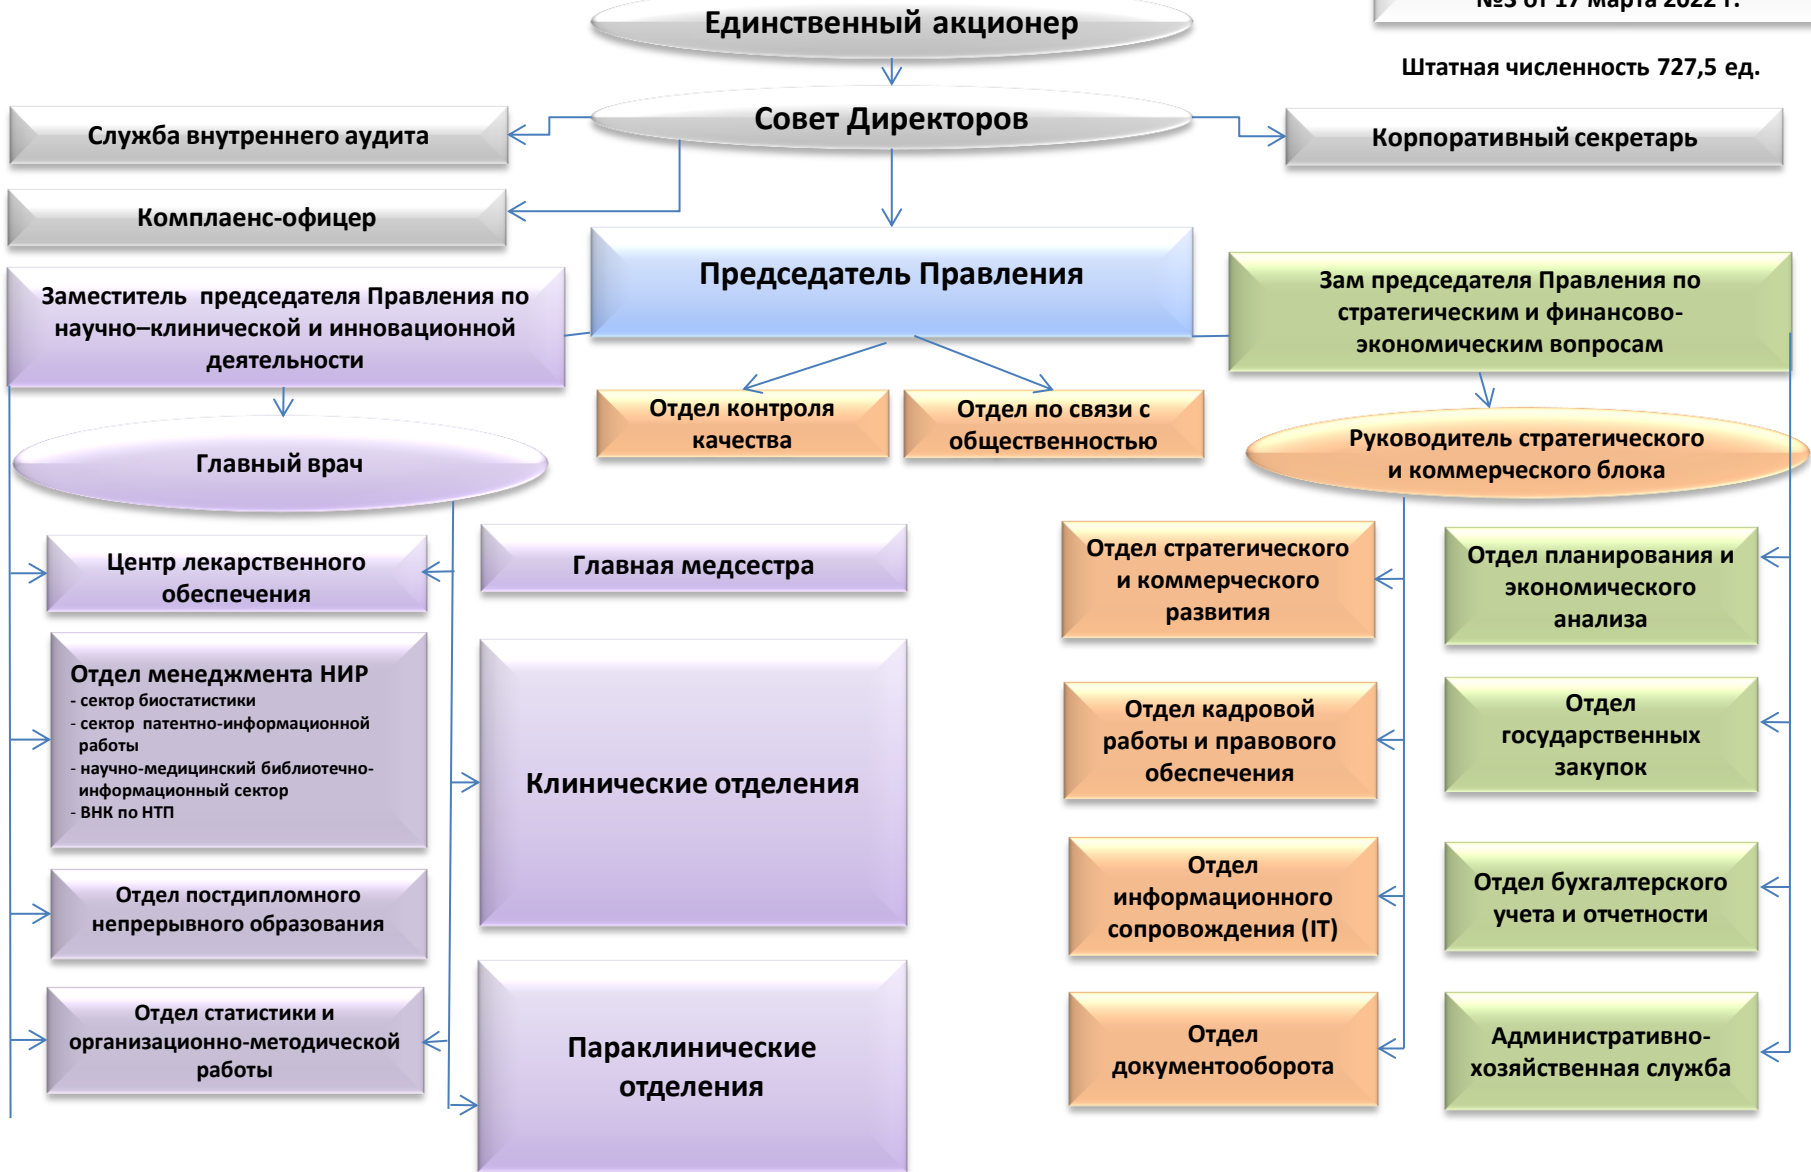 №3 от 17 марта 2022 г.
Единственный акционер
Штатная численность 727,5 ед.
Совет Директоров
Служба внутреннего аудита
Корпоративный секретарь
Комплаенс-офицер
Председатель Правления
Заместитель председателя Правления по
научно–клинической и инновационной
деятельности
Зам председателя Правления по
стратегическим и финансово-
экономическим вопросам
Отдел контроля
качества
Отдел по связи с
общественностью
Главный врач
Руководитель стратегического
и коммерческого блока
Центр лекарственного
обеспечения
Главная медсестра
Отдел стратегического
и коммерческого
развития
Отдел планирования и
экономического
анализа
Отдел менеджмента НИР
- сектор биостатистики
- сектор патентно-информационной
работы
- научно-медицинский библиотечно-
информационный сектор
- ВНК по НТП
Клинические отделения
Отдел кадровой
работы и правового
обеспечения
Отдел
государственных
закупок
Отдел постдипломного
непрерывного образования
Отдел
информационного
сопровождения (IT)
Отдел бухгалтерского
учета и отчетности
Отдел статистики и
организационно-методической
работы
Параклинические
отделения
Отдел
документооборота
Административно-
хозяйственная служба